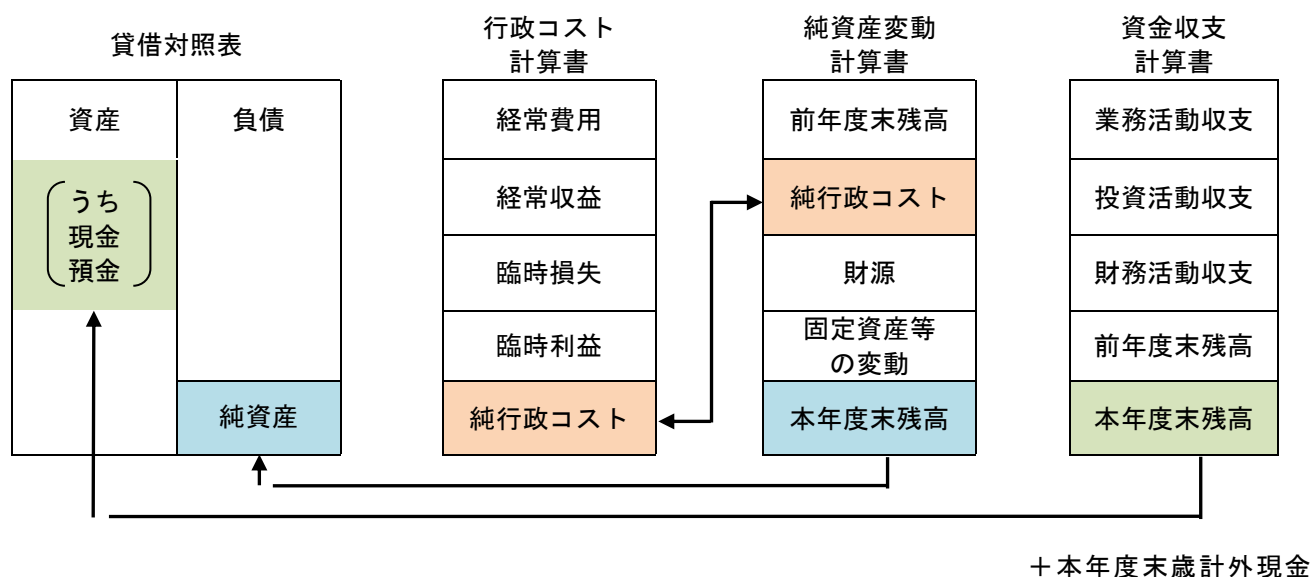 貸借対照表
資産
負債
うち
現金
預金
純資産
行政コスト
計算書
経常費用
経常収益
臨時損失
臨時利益
純行政コスト
純資産変動
計算書
前年度末残高
純行政コスト
財源
固定資産等
の変動
本年度末残高
資金収支
計算書
業務活動収支
投資活動収支
財務活動収支
前年度末残高
本年度末残高
＋本年度末歳計外現金